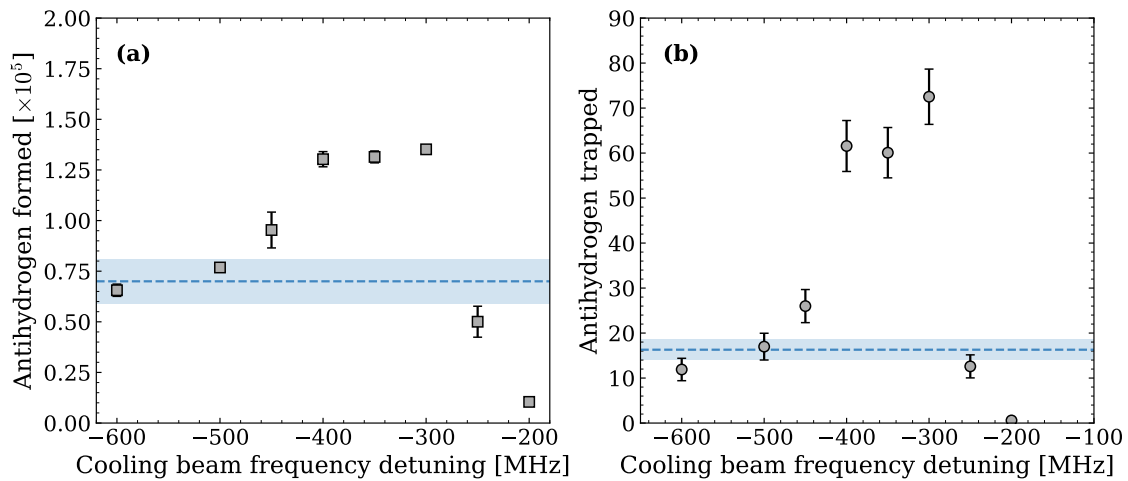 (a)
Antihydrogen formed [×10⁵]
2.00
1.75
1.50
1.25
1.00
0.75
0.50
0.25
0.00
−600 −500 −400 −300 −200
Cooling beam frequency detuning [MHz]
(b)
Antihydrogen trapped
90
80
70
60
50
40
30
20
10
0
−600 −500 −400 −300 −200 −100
Cooling beam frequency detuning [MHz]